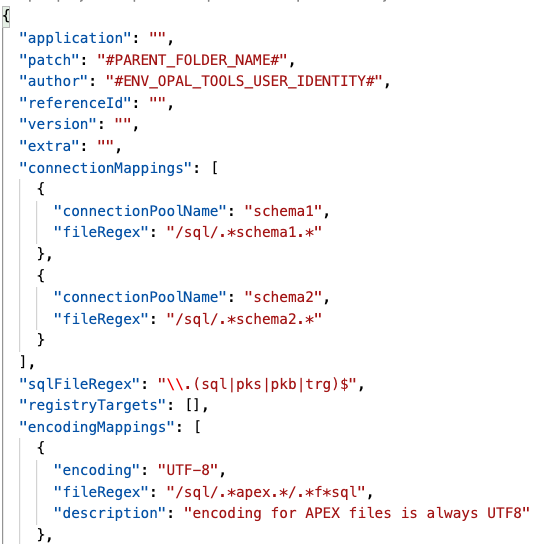 {
"application": "",
"patch": "#PARENT_FOLDER_NAME#",
"author": "#ENV_OPAL_TOOLS_USER_IDENTITY#",
"referenceId": "",
"version": "",
"extra": "",
"connectionMappings": [
{
"connectionPoolName": "schema1",
"fileRegex": "/sql/.*schema1.*"
},
{
"connectionPoolName": "schema2",
"fileRegex": "/sql/.*schema2.*"
}
],
"sqlFileRegex": "\\.(sql|pks|pkb|trg)$",
"registryTargets": [],
"encodingMappings": [
{
"encoding": "UTF-8",
"fileRegex": "/sql/.*apex.*/.*f*sql",
"description": "encoding for APEX files is always UTF8"
},